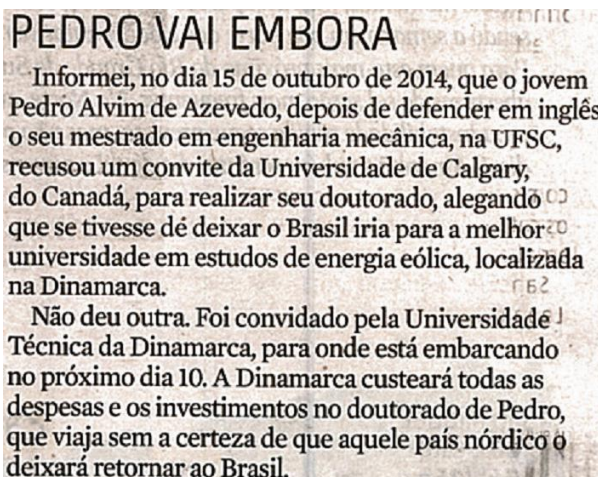 PEDRO VAI EMBORA
Informei, no dia 15 de outubro de 2014, que o jovem
Pedro Alvim de Azevedo, depois de defender em inglês
o seu mestrado em engenharia mecânica, na UFSC,
recusou um convite da Universidade de Calgary,
do Canadá, para realizar seu doutorado, alegando
que se tivesse de deixar o Brasil iria para a melhor
universidade em estudos de energia eólica, localizada
na Dinamarca.
Não deu outra. Foi convidado pela Universidade
Técnica da Dinamarca, para onde está embarcando
no próximo dia 10. A Dinamarca custeará todas as
despesas e os investimentos no doutorado de Pedro,
que viaja sem a certeza de que aquele país nórdico o
deixará retornar ao Brasil.